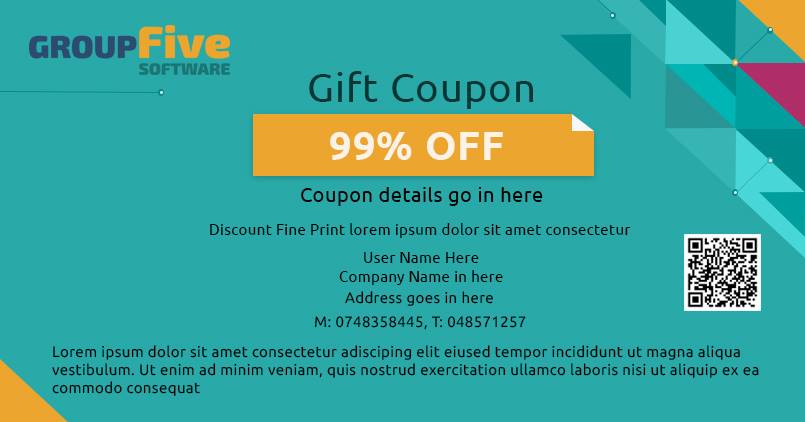 GROUPFive
SOFTWARE
Gift Coupon
99% OFF
Coupon details go in here
Discount Fine Print lorem ipsum dolor sit amet consectetur
User Name Here
Company Name in here
Address goes in here
M: 0748358445, T: 048571257
Lorem ipsum dolor sit amet consectetur adisciping elit eiused tempor incididunt ut magna aliqua
vestibulum. Ut enim ad minim veniam, quis nostrud exercitation ullamco laboris nisi ut aliquip ex ea
commodo consequat